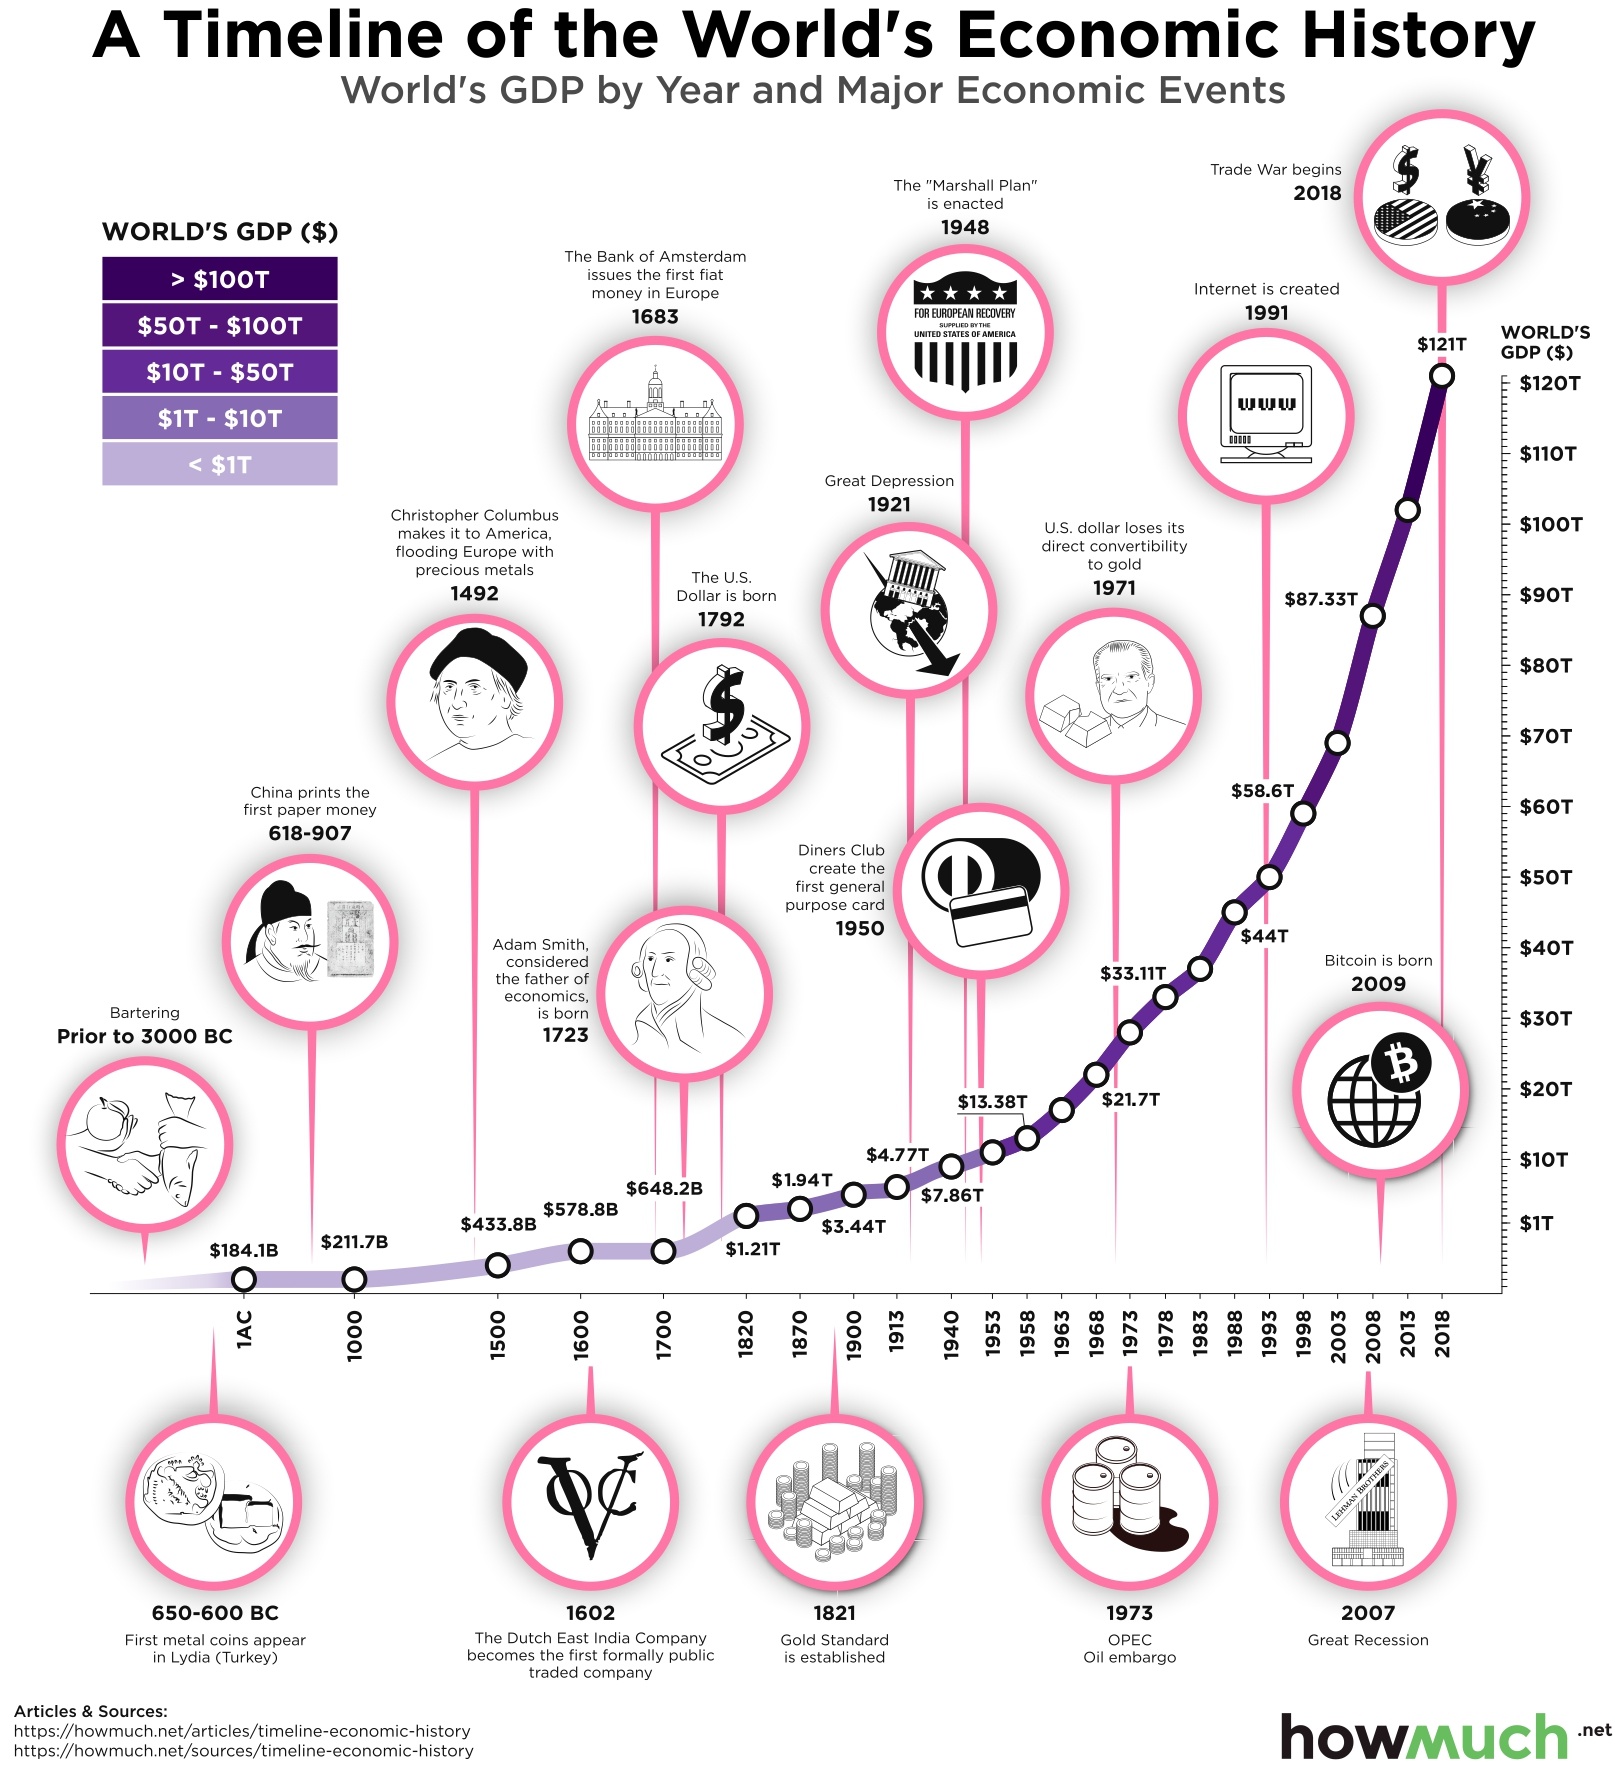 A Timeline of the World's Economic History
World's GDP by Year and Major Economic Events
WORLD'S GDP ($)
> $100T
$50T - $100T
$10T - $50T
$1T - $10T
< $1T
Trade War begins
2018
The "Marshall Plan"
is enacted
1948
FOR EUROPEAN RECOVERY
SUPPLIED BY THE
UNITED STATES OF AMERICA
The Bank of Amsterdam
issues the first fiat
money in Europe
1683
Internet is created
1991
www
Great Depression
1921
Christopher Columbus
makes it to America,
flooding Europe with
precious metals
1492
U.S. dollar loses its
direct convertibility
to gold
1971
The U.S.
Dollar is born
1792
China prints the
first paper money
618-907
Diners Club
create the
first general
purpose card
1950
Adam Smith,
considered
the father of
economics,
is born
1723
Bitcoin is born
2009
Bartering
Prior to 3000 BC
WORLD'S
GDP ($)
$120T
$110T
$100T
$90T
$80T
$70T
$60T
$50T
$40T
$30T
$20T
$10T
$1T
$184.1B
$211.7B
$433.8B
$578.8B
$648.2B
$1.21T
$1.94T
$3.44T
$4.77T
$7.86T
$13.38T
$21.7T
$33.11T
$44T
$58.6T
$87.33T
$121T
1AC
1000
1500
1600
1700
1820
1870
1900
1913
1940
1953
1958
1963
1968
1973
1978
1983
1988
1993
1998
2003
2008
2013
2018
VOC
LEHMAN BROTHERS
650-600 BC
First metal coins appear
in Lydia (Turkey)
1602
The Dutch East India Company
becomes the first formally public
traded company
1821
Gold Standard
is established
1973
OPEC
Oil embargo
2007
Great Recession
Articles & Sources:
https://howmuch.net/articles/timeline-economic-history
https://howmuch.net/sources/timeline-economic-history
howmuch.net